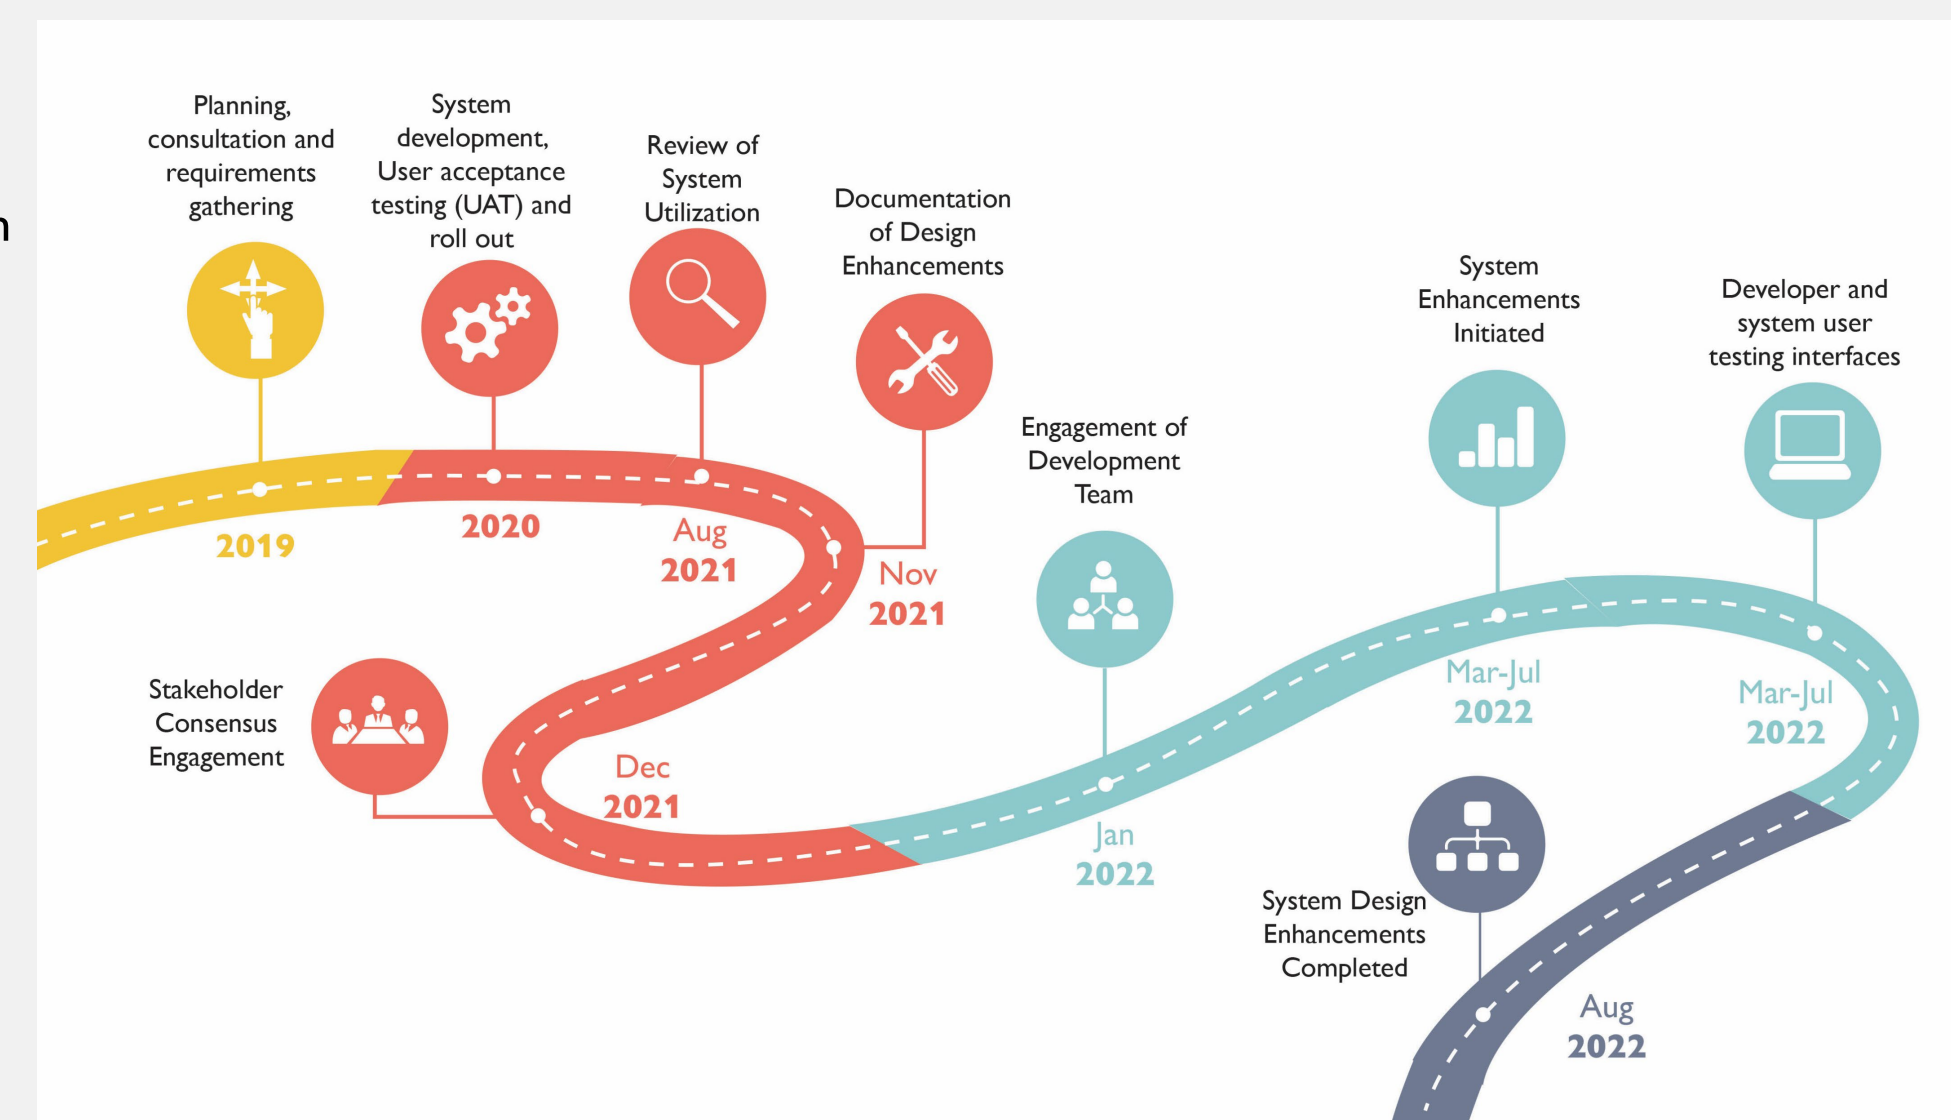 n
Planning,
consultation and
requirements
gathering
2019
System
development,
User acceptance
testing (UAT) and
roll out
2020
Review of
System
Utilization
Aug
2021
Documentation
of Design
Enhancements
Nov
2021
Stakeholder
Consensus
Engagement
Dec
2021
Engagement of
Development
Team
Jan
2022
System
Enhancements
Initiated
Mar-Jul
2022
Developer and
system user
testing interfaces
Mar-Jul
2022
System Design
Enhancements
Completed
Aug
2022